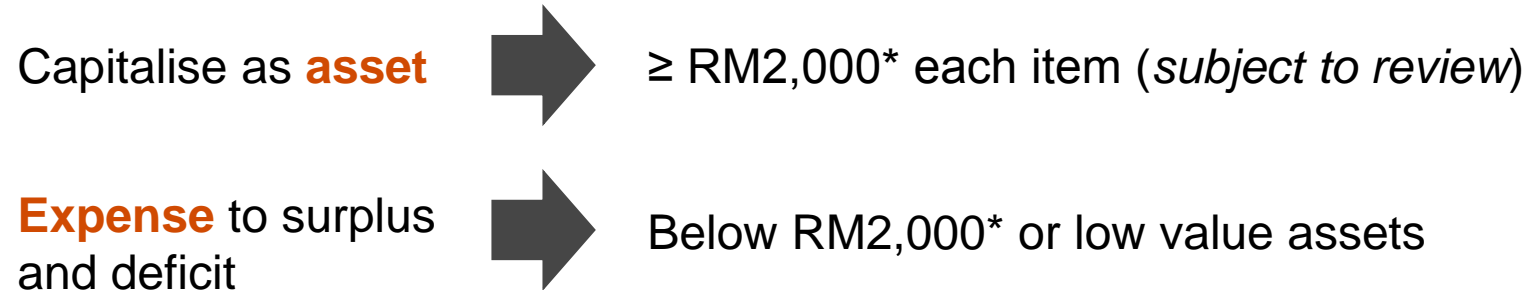 Capitalise as asset
≥ RM2,000* each item (subject to review)
Expense to surplus
and deficit
Below RM2,000* or low value assets